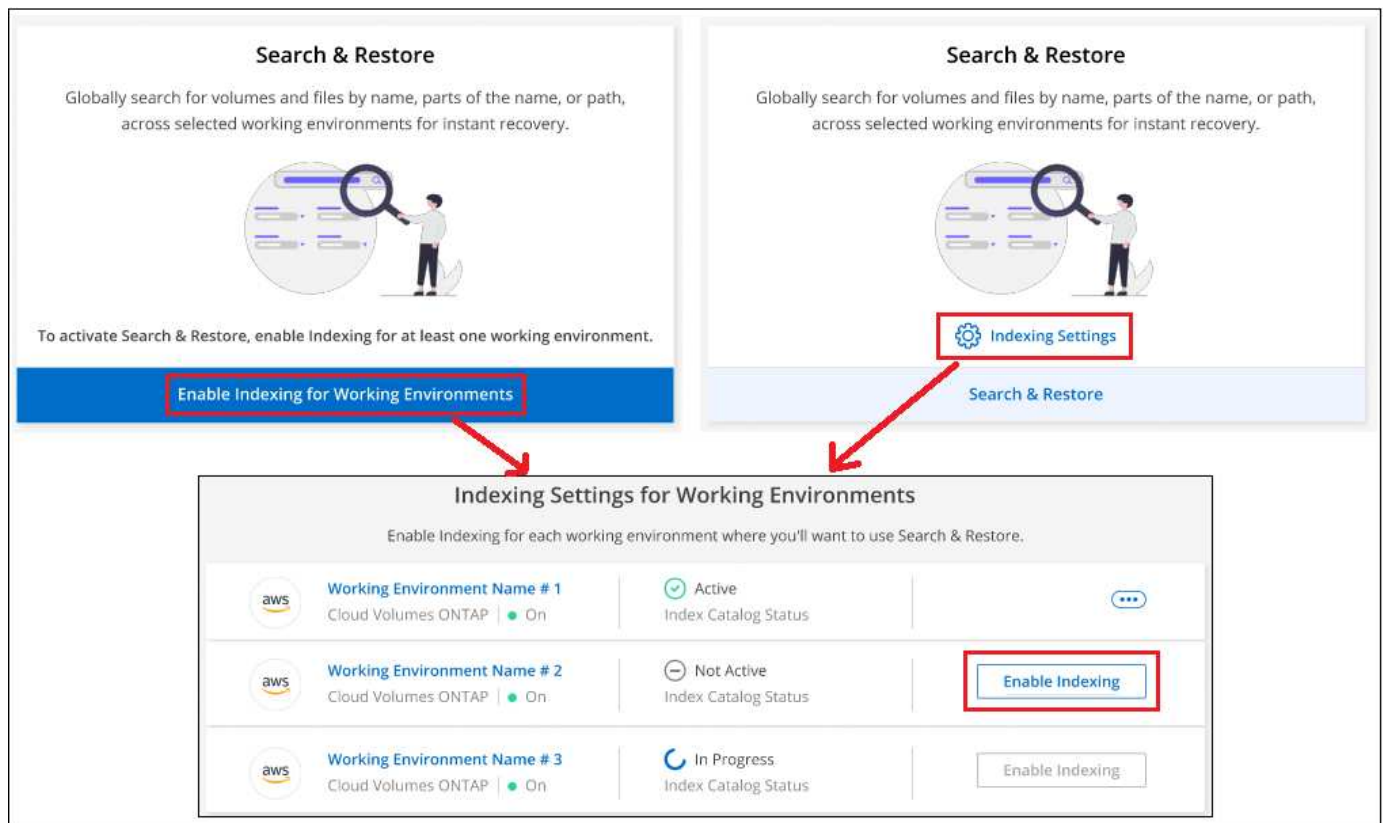 Search & Restore
Globally search for volumes and files by name, parts of the name, or path,
across selected working environments for instant recovery.
To activate Search & Restore, enable Indexing for at least one working environment.
Enable Indexing for Working Environments
Search & Restore
Globally search for volumes and files by name, parts of the name, or path,
across selected working environments for instant recovery.
Indexing Settings
Search & Restore
Indexing Settings for Working Environments
Enable Indexing for each working environment where you'll want to use Search & Restore.
aws
Working Environment Name # 1
Cloud Volumes ONTAP | On
Active
Index Catalog Status
aws
Working Environment Name # 2
Cloud Volumes ONTAP | On
Not Active
Index Catalog Status
Enable Indexing
aws
Working Environment Name # 3
Cloud Volumes ONTAP | On
In Progress
Index Catalog Status
Enable Indexing